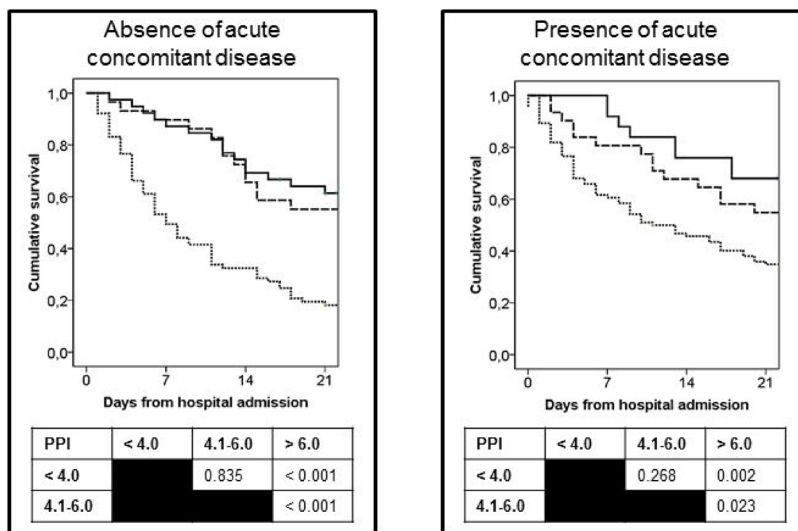 Absence of acute
concomitant disease
Cumulative survival
1,0
0,8
0,6
0,4
0,2
0,0
0 7 14 21
Days from hospital admission
PPI < 4.0 4.1-6.0 > 6.0
< 4.0 0.835 < 0.001
4.1-6.0 < 0.001
Presence of acute
concomitant disease
Cumulative survival
1,0
0,8
0,6
0,4
0,2
0,0
0 7 14 21
Days from hospital admission
PPI < 4.0 4.1-6.0 > 6.0
< 4.0 0.268 0.002
4.1-6.0 0.023